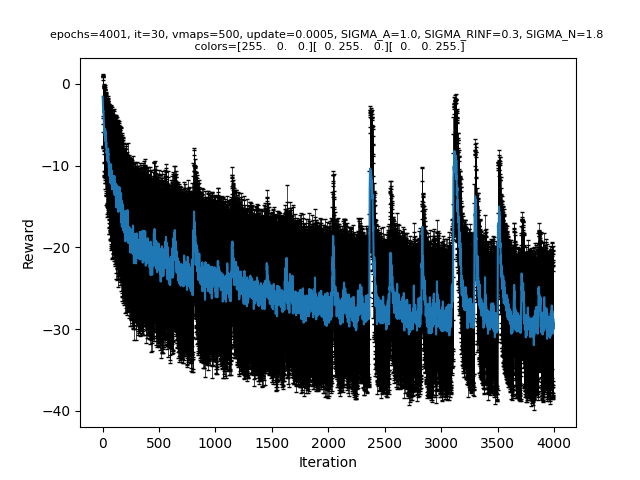 epochs=4001, it=30, vmaps=500, update=0.0005, SIGMA_A=1.0, SIGMA_RINF=0.3, SIGMA_N=1.8
colors=[255.   0.   0.][  0. 255.   0.][  0.   0. 255.]
0
−10
−20
−30
−40
Reward
0 500 1000 1500 2000 2500 3000 3500 4000
Iteration